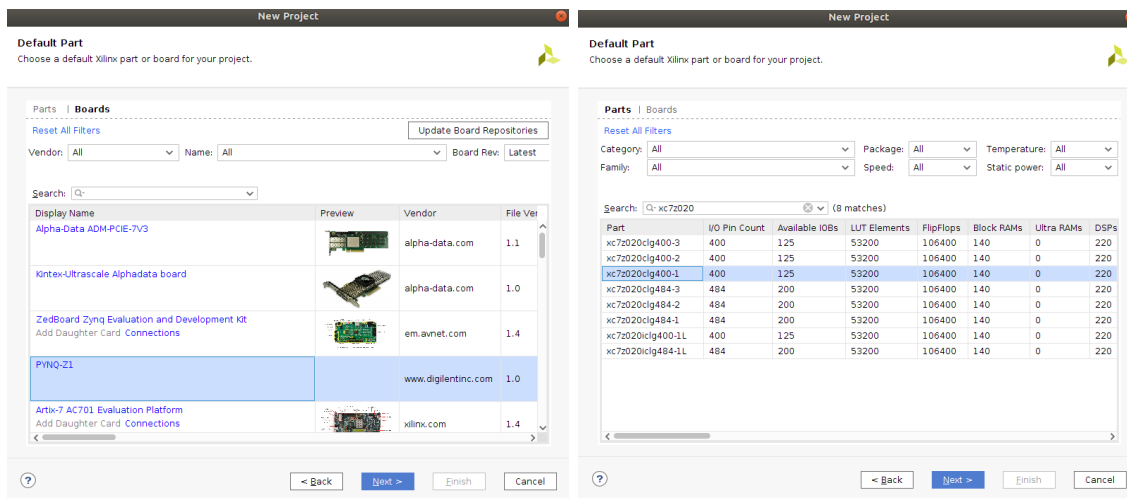 New Project
Default Part
Choose a default Xilinx part or board for your project.
Parts | Boards
Reset All Filters
Update Board Repositories
Vendor: All Name: All Board Rev: Latest
Search: Q-
Display Name Preview Vendor File Ver
Alpha-Data ADM-PCIE-7V3 alpha-data.com 1.1
Kintex-Ultrascale Alphadata board alpha-data.com 1.0
ZedBoard Zynq Evaluation and Development Kit
Add Daughter Card Connections em.avnet.com 1.4
PYNQ-Z1 www.digilentinc.com 1.0
Artix-7 AC701 Evaluation Platform
Add Daughter Card Connections xilinx.com 1.4
? < Back Next > Finish Cancel
New Project
Default Part
Choose a default Xilinx part or board for your project.
Parts | Boards
Reset All Filters
Category: All Package: All Temperature: All
Family: All Speed: All Static power: All
Search: Q- xc7z020 (8 matches)
Part I/O Pin Count Available IOBs LUT Elements FlipFlops Block RAMs Ultra RAMs DSPs
xc7z020clg400-3 400 125 53200 106400 140 0 220
xc7z020clg400-2 400 125 53200 106400 140 0 220
xc7z020clg400-1 400 125 53200 106400 140 0 220
xc7z020clg484-3 484 200 53200 106400 140 0 220
xc7z020clg484-2 484 200 53200 106400 140 0 220
xc7z020clg484-1 484 200 53200 106400 140 0 220
xc7z020iclg400-1L 400 125 53200 106400 140 0 220
xc7z020iclg484-1L 484 200 53200 106400 140 0 220
? < Back Next > Finish Cancel